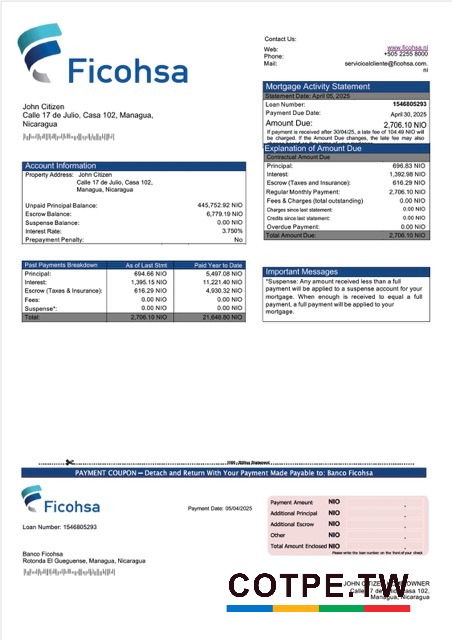 Ficohsa
Contact Us:
Web: www.ficohsa.ni
Phone: +505 2255 8000
Mail: servicioalcliente@ficohsa.com.
ni
John Citizen
Calle 17 de Julio, Casa 102, Managua,
Nicaragua
Mortgage Activity Statement
Statement Date: April 05, 2025
Loan Number: 1546805293
Payment Due Date: April 30, 2025
Amount Due: 2,706.10 NIO
If payment is received after 30/04/25, a late fee of 104.49 NIO will
be charged. If the Amount Due changes, the late fee may also
Explanation of Amount Due
Contractual Amount Due
Principal: 696.83 NIO
Interest: 1,392.98 NIO
Escrow (Taxes and Insurance): 616.29 NIO
Regular Monthly Payment: 2,706.10 NIO
Fees & Charges (total outstanding) 0.00 NIO
Charges since last statement: 0.00 NIO
Credits since last statement: 0.00 NIO
Overdue Payment: 0.00 NIO
Total Amount Due: 2,706.10 NIO
Account Information
Property Address: John Citizen
Calle 17 de Julio, Casa 102,
Managua, Nicaragua
Unpaid Principal Balance: 445,752.92 NIO
Escrow Balance: 6,779.19 NIO
Suspense Balance: 0.00 NIO
Interest Rate: 3.750%
Prepayment Penalty: No
Past Payments Breakdown As of Last Stmt Paid Year to Date
Principal: 694.66 NIO 5,497.08 NIO
Interest: 1,395.15 NIO 11,221.40 NIO
Escrow (Taxes & Insurance): 616.29 NIO 4,930.32 NIO
Fees: 0.00 NIO 0.00 NIO
Suspense*: 0.00 NIO 0.00 NIO
Total: 2,706.10 NIO 21,648.80 NIO
Important Messages
*Suspense: Any amount received less than a full
payment will be applied to a suspense account for your
mortgage. When enough is received to equal a full
payment, a full payment will be applied to your
mortgage.
PAYMENT COUPON – Detach and Return With Your Payment Made Payable to: Banco Ficohsa
Ficohsa
Payment Date: 05/04/2025
Loan Number: 1546805293
Payment Amount NIO .
Additional Principal NIO .
Additional Escrow NIO .
Other NIO .
Total Amount Enclosed NIO .
Please write the loan number on the front of your check
Banco Ficohsa
Rotonda El Gueguense, Managua, Nicaragua
COTPE.TW
JOHN CITIZEN OWNER
Calle 17 de Julio, Casa 102
Managua, Nicaragua